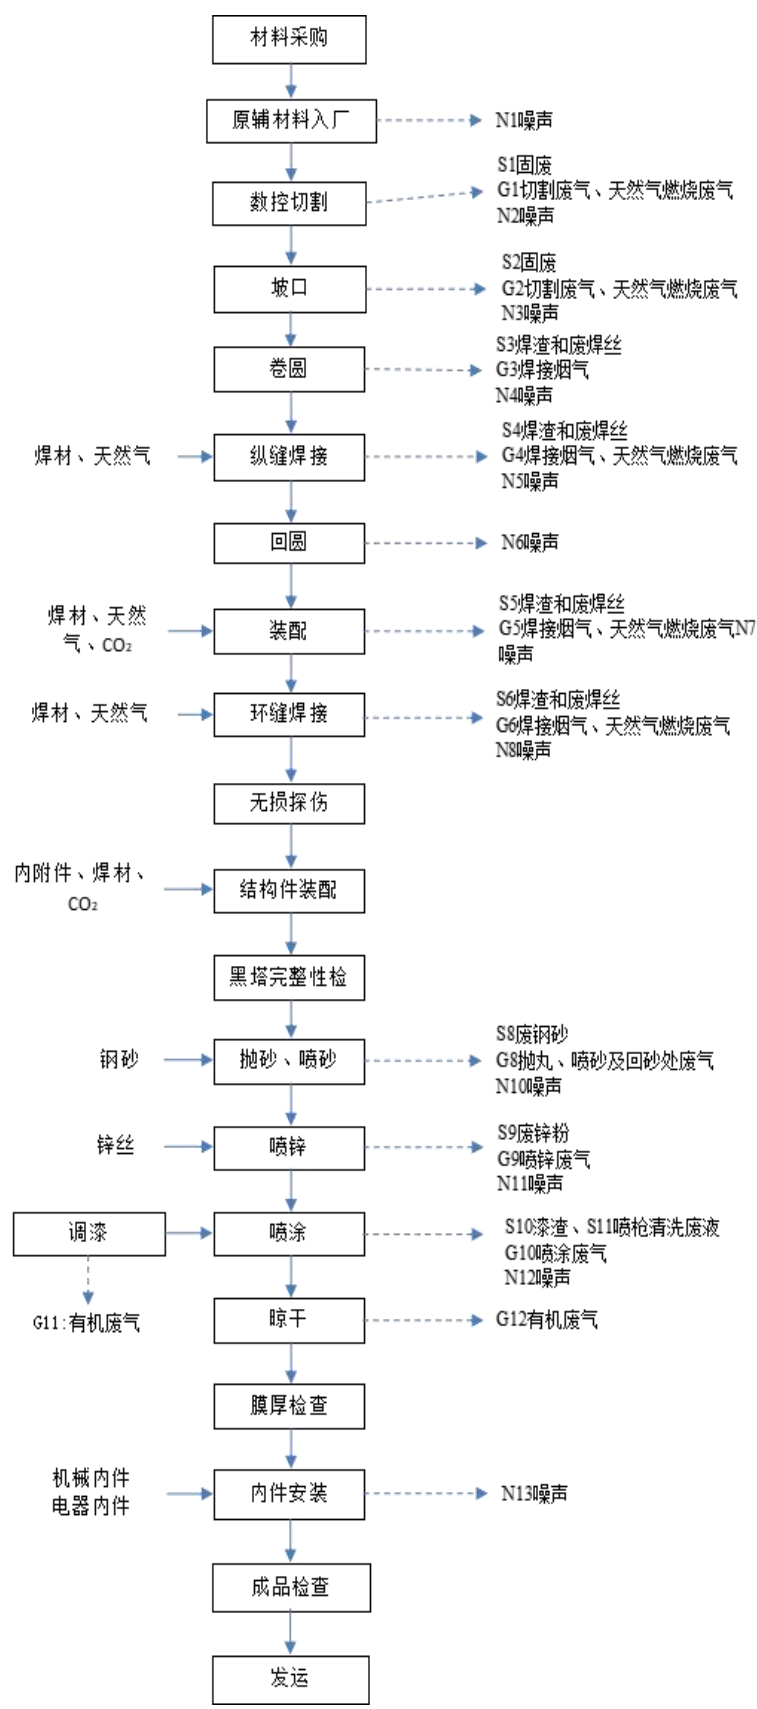 材料采购
原辅材料入厂
N1噪声
S1固废
G1切割废气、天然气燃烧废气
N2噪声
数控切割
S2固废
G2切割废气、天然气燃烧废气
N3噪声
坡口
S3焊渣和废焊丝
G3焊接烟气
N4噪声
卷圆
焊材、天然气
纵缝焊接
S4焊渣和废焊丝
G4焊接烟气、天然气燃烧废气
N5噪声
回圆
N6噪声
焊材、天然
气、CO₂
装配
S5焊渣和废焊丝
G5焊接烟气、天然气燃烧废气N7
噪声
焊材、天然气
环缝焊接
S6焊渣和废焊丝
G6焊接烟气、天然气燃烧废气
N8噪声
无损探伤
内附件、焊材、
CO₂
结构件装配
黑塔完整性检
钢砂
抛砂、喷砂
S8废钢砂
G8抛丸、喷砂及回砂处废气
N10噪声
锌丝
喷锌
S9废锌粉
G9喷锌废气
N11噪声
调漆
喷涂
S10漆渣、S11喷枪清洗废液
G10喷涂废气
N12噪声
G11:有机废气
晾干
G12有机废气
膜厚检查
机械内件
电器内件
内件安装
N13噪声
成品检查
发运